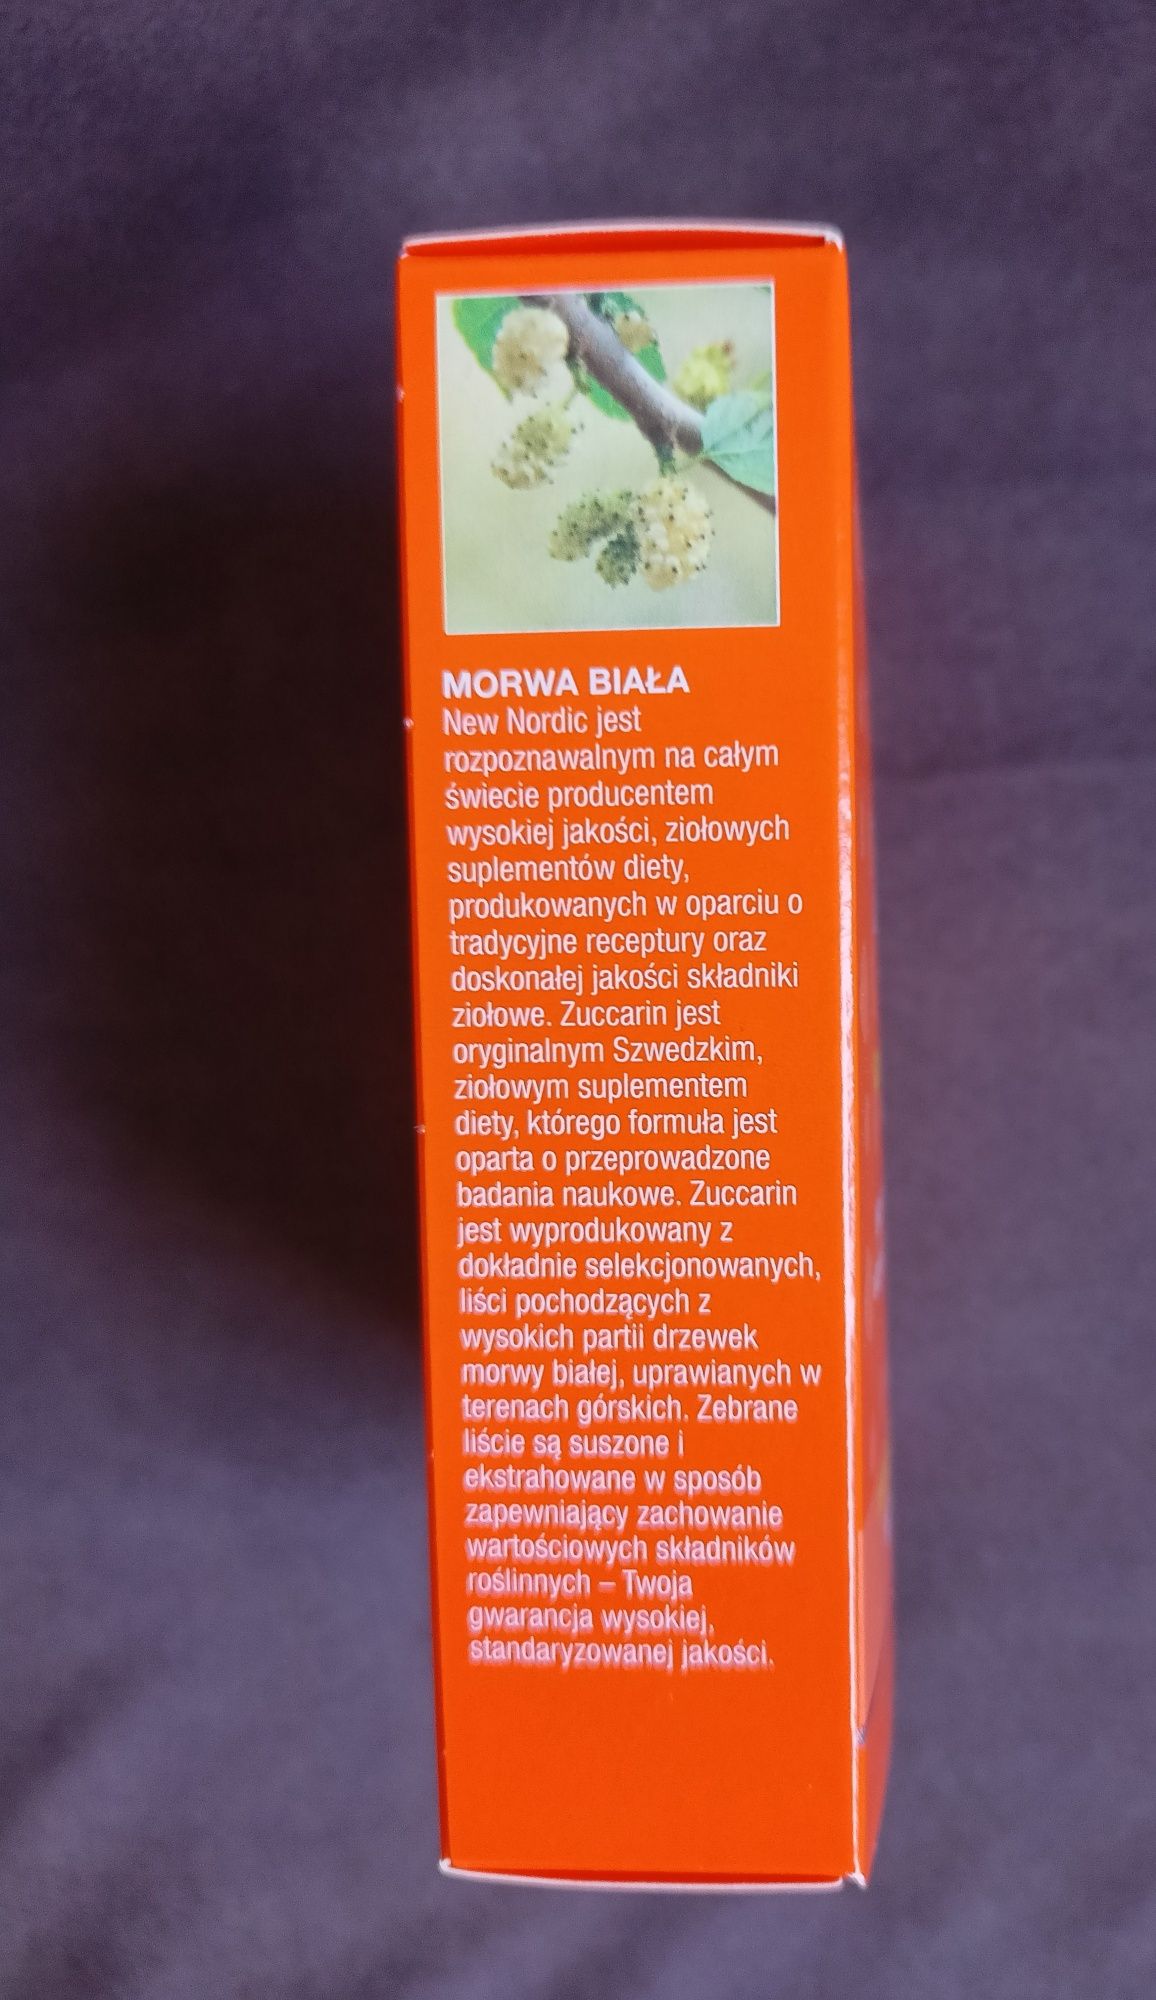 MORWA BIAŁA
New Nordic jest
rozpoznawalnym na całym
świecie producentem
wysokiej jakości, ziołowych
suplementów diety,
produkowanych w oparciu o
tradycyjne receptury oraz
doskonałej jakości składniki
ziołowe. Zuccarin jest
oryginalnym Szwedzkim,
ziołowym suplementem
diety, którego formuła jest
oparta o przeprowadzone
badania naukowe. Zuccarin
jest wyprodukowany z
dokładnie selekcjonowanych,
liści pochodzących z
wysokich partii drzewek
morwy białej, uprawianych w
terenach górskich. Zebrane
liście są suszone i
ekstrahowane w sposób
zapewniający zachowanie
wartościowych składników
roślinnych – Twoja
gwarancja wysokiej,
standaryzowanej jakości.